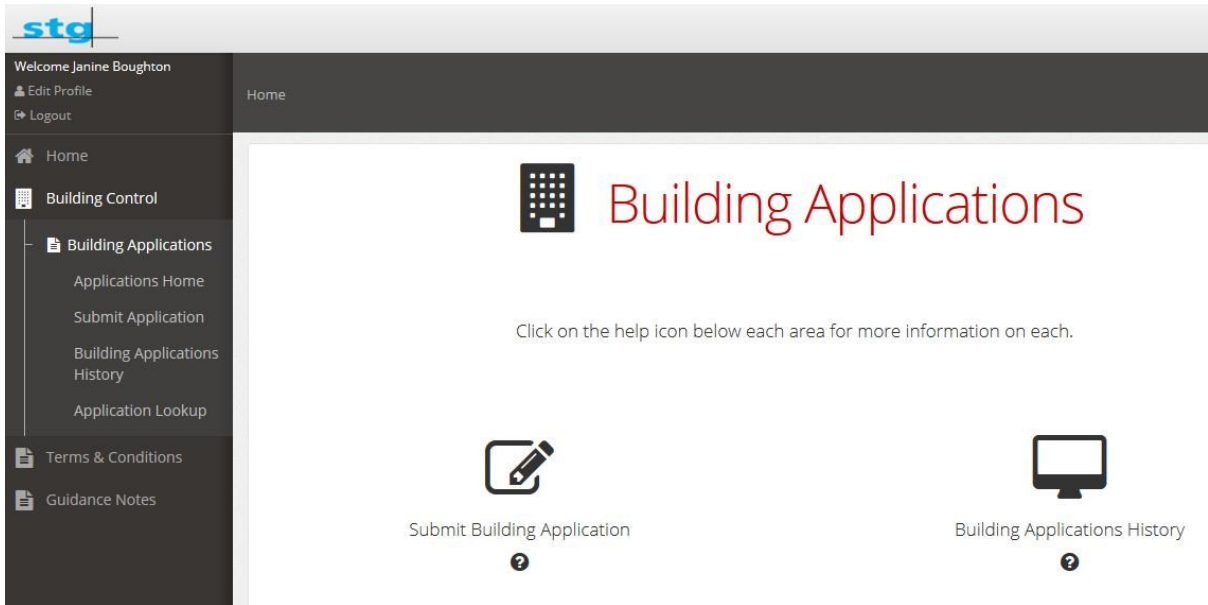 stg
Welcome Janine Boughton
Edit Profile
Logout
Home
Building Control
Building Applications
Applications Home
Submit Application
Building Applications
History
Application Lookup
Terms & Conditions
Guidance Notes
Home
Building Applications
Click on the help icon below each area for more information on each.
Submit Building Application
?
Building Applications History
?